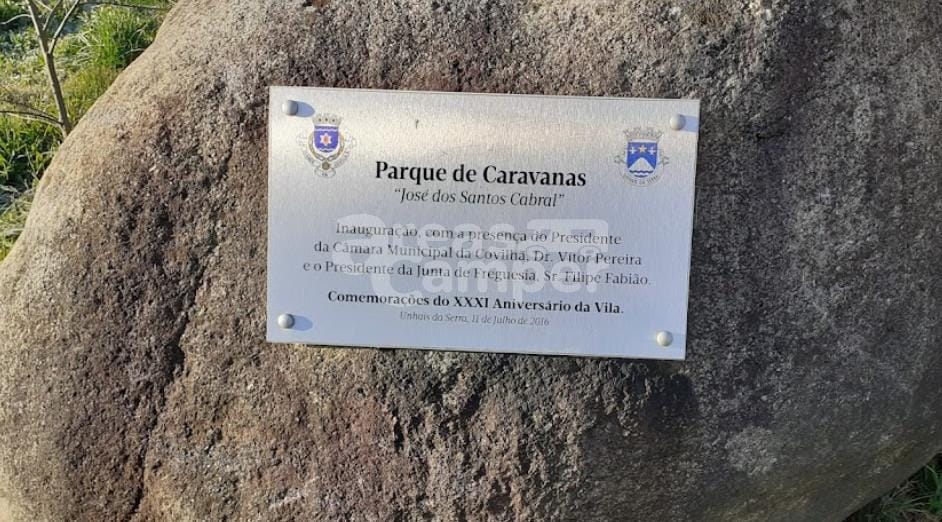 Parque de Caravanas
"José dos Santos Cabral"
Inauguração, com a presença do Presidente
da Câmara Municipal da Covilhã, Dr. Vítor Pereira
e o Presidente da Junta de Freguesia, Sr. Filipe Fabião.
Comemorações do XXXI Aniversário da Vila.
Unhais da Serra, 11 de Julho de 2016